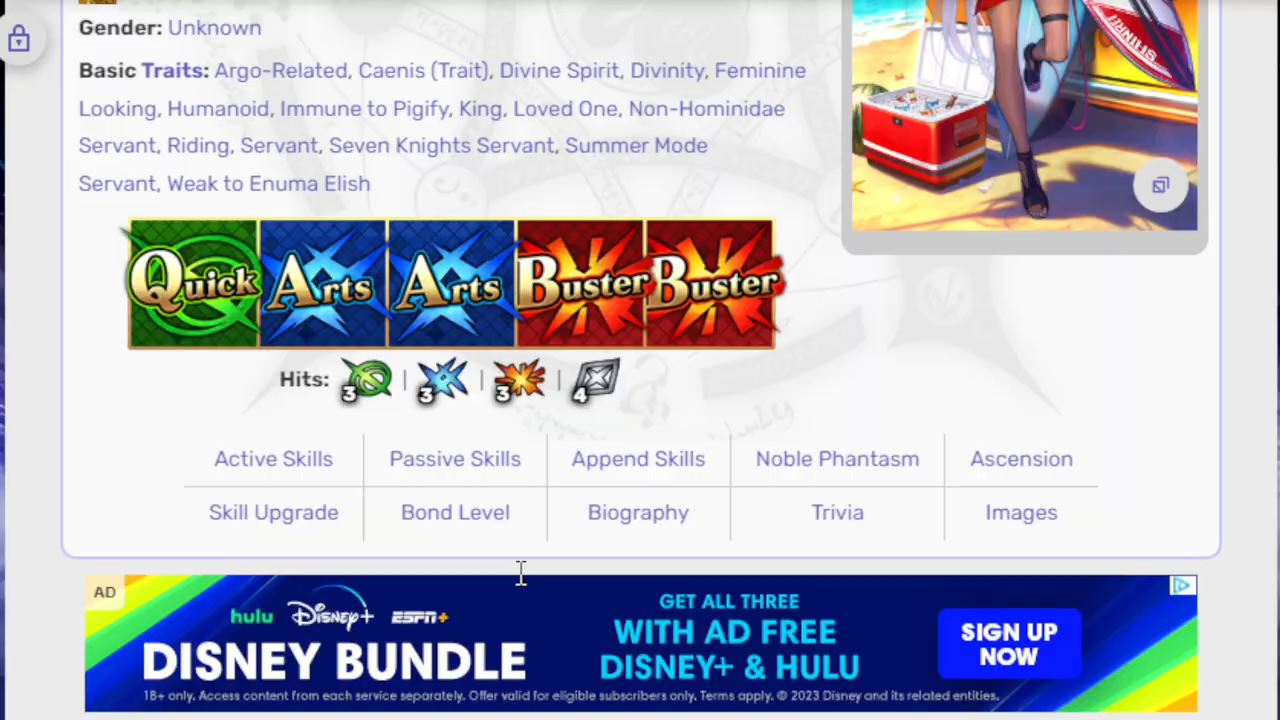 Gender: Unknown
Basic Traits: Argo-Related, Caenis (Trait), Divine Spirit, Divinity, Feminine
Looking, Humanoid, Immune to Pigify, King, Loved One, Non-Hominidae
Servant, Riding, Servant, Seven Knights Servant, Summer Mode
Servant, Weak to Enuma Elish
Quick Arts Arts Buster Buster
Hits: 3 | 3 | 3 | 4
Active Skills Passive Skills Append Skills Noble Phantasm Ascension
Skill Upgrade Bond Level Biography Trivia Images
AD
hulu Disney+ ESPN+
DISNEY BUNDLE
GET ALL THREE
WITH AD FREE
DISNEY+ & HULU
SIGN UP
NOW
18+ only. Access content from each service separately. Offer valid for eligible subscribers only. Terms apply. © 2023 Disney and its related entities.